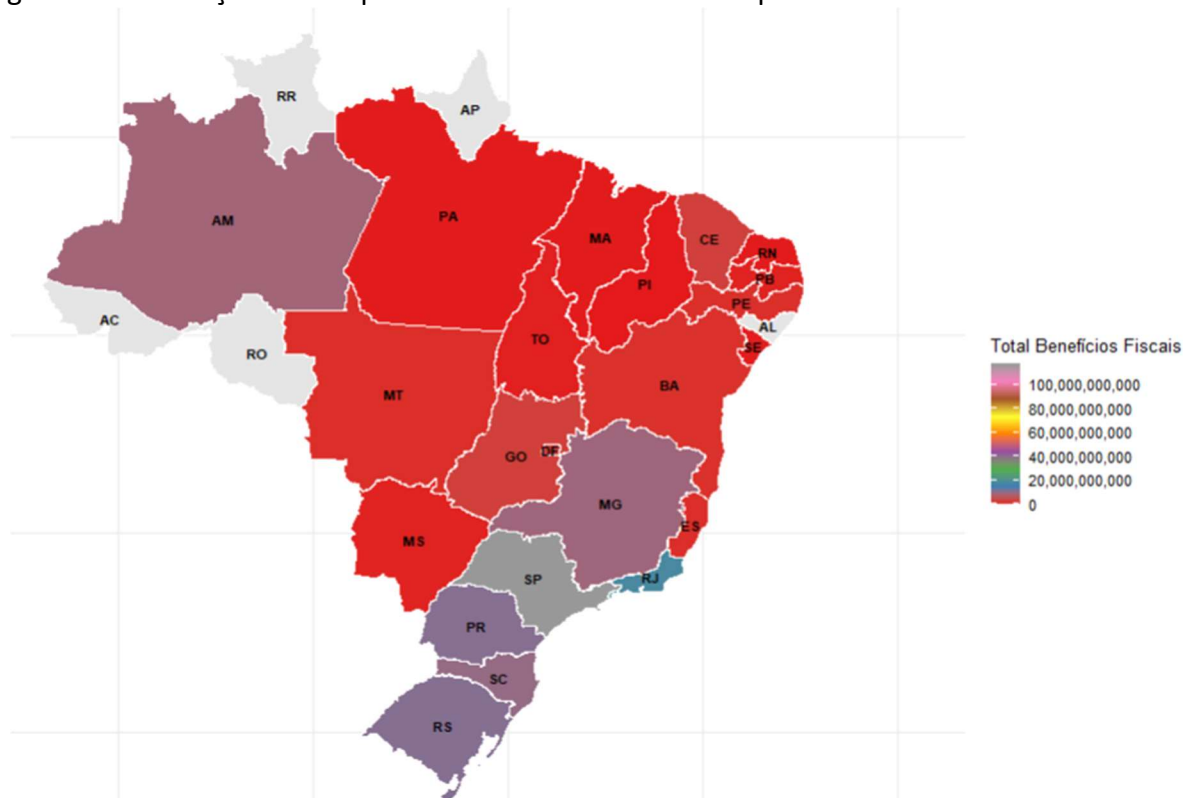 RR
AP
AM
PA
MA
CE
RN
PB
PI
PE
AC
AL
RO
TO
SE
BA
MT
GO
DF
MG
ES
MS
SP
RJ
PR
SC
RS
Total Benefícios Fiscais
100,000,000,000
80,000,000,000
60,000,000,000
40,000,000,000
20,000,000,000
0